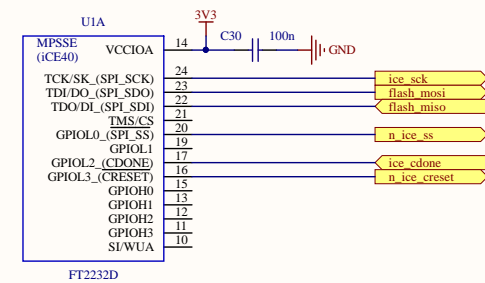 U1A
3V3
MPSSE
(iCE40)
VCCIOA 14
C30 100n
GND
TCK/SK_(SPI_SCK) 24 ice_sck
TDI/DO_(SPI_SDO) 23 flash_mosi
TDO/DI_(SPI_SDI) 22 flash_miso
TMS/CS 21
GPIOL0_(SPI_SS) 20 n_ice_ss
GPIOL1 19
GPIOL2_(CDONE) 17 ice_cdone
GPIOL3_(CRESET) 16 n_ice_creset
GPIOH0 15
GPIOH1 13
GPIOH2 12
GPIOH3 11
SI/WUA 10
FT2232D